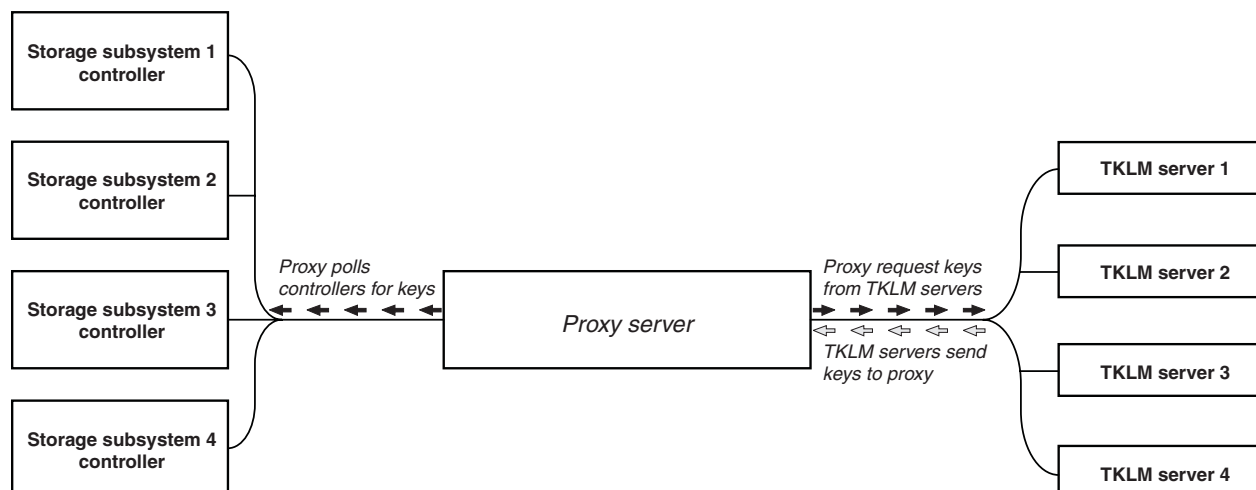 Storage subsystem 1
controller
Storage subsystem 2
controller
Storage subsystem 3
controller
Storage subsystem 4
controller
Proxy polls
controllers for keys
Proxy server
Proxy request keys
from TKLM servers
TKLM servers send
keys to proxy
TKLM server 1
TKLM server 2
TKLM server 3
TKLM server 4